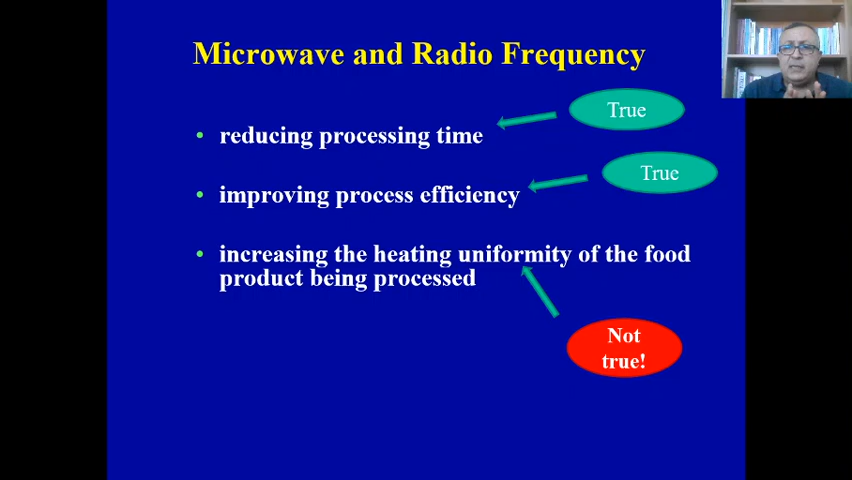 Microwave and Radio Frequency
True
• reducing processing time
True
• improving process efficiency
• increasing the heating uniformity of the food
product being processed
Not
true!